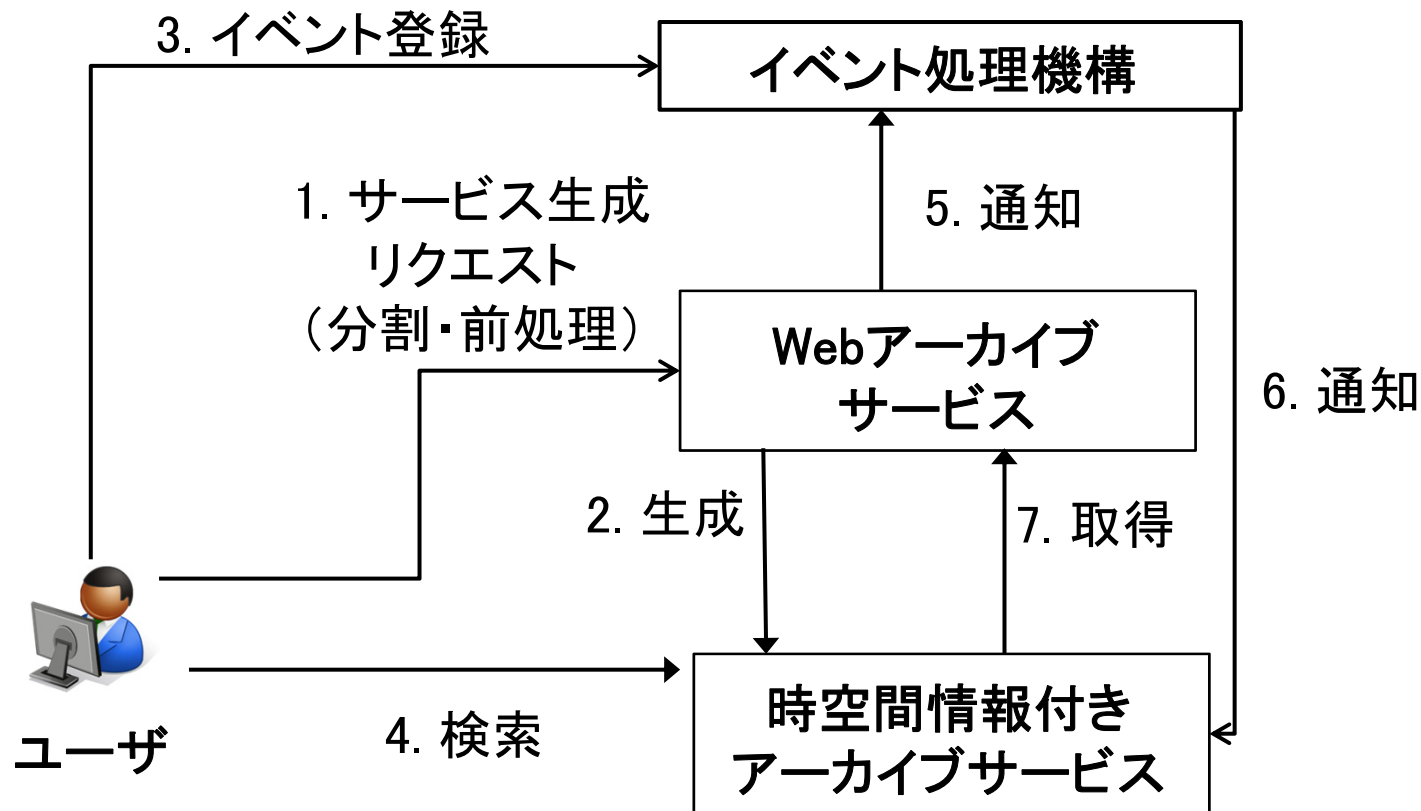 3. イベント登録
イベント処理機構
1. サービス生成
リクエスト
(分割・前処理)
5. 通知
Webアーカイブ
サービス
6. 通知
2. 生成
7. 取得
4. 検索
時空間情報付き
アーカイブサービス
ユーザ